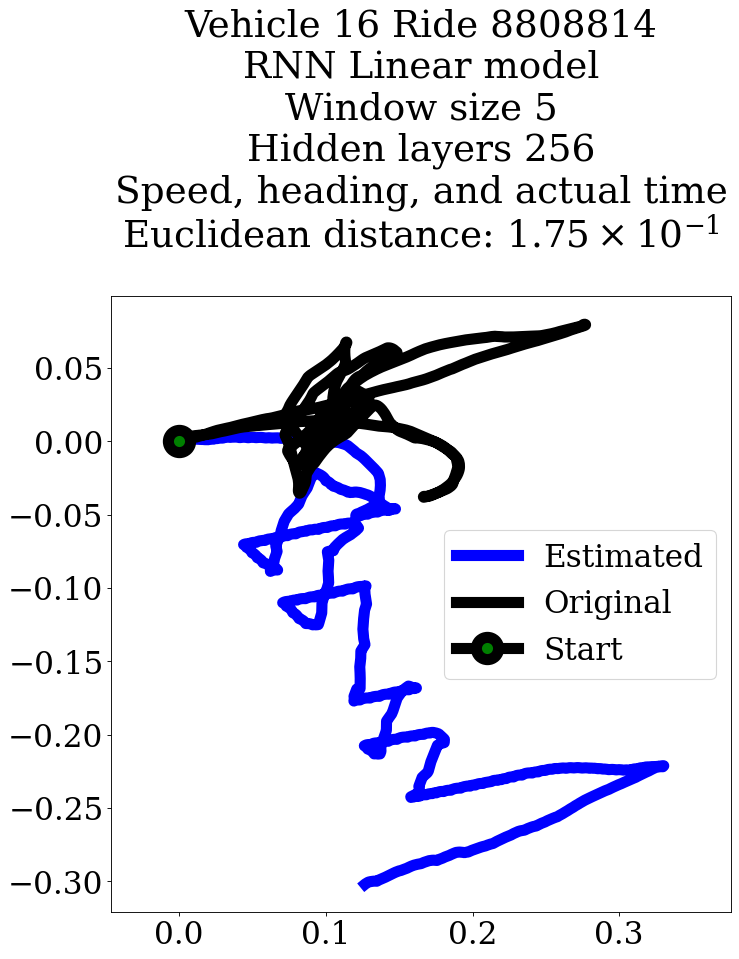 Vehicle 16 Ride 8808814
RNN Linear model
Window size 5
Hidden layers 256
Speed, heading, and actual time
Euclidean distance: 1.75 × 10⁻¹
0.05
0.00
−0.05
−0.10
−0.15
−0.20
−0.25
−0.30
Estimated
Original
Start
0.0 0.1 0.2 0.3